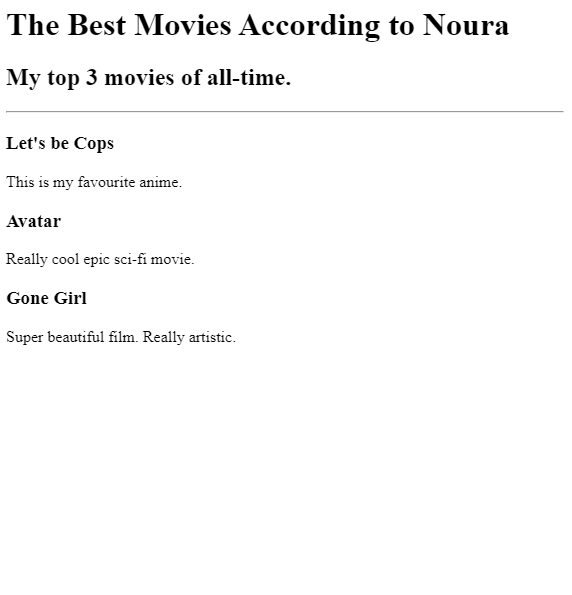 The Best Movies According to Noura
My top 3 movies of all-time.
Let's be Cops
This is my favourite anime.
Avatar
Really cool epic sci-fi movie.
Gone Girl
Super beautiful film. Really artistic.